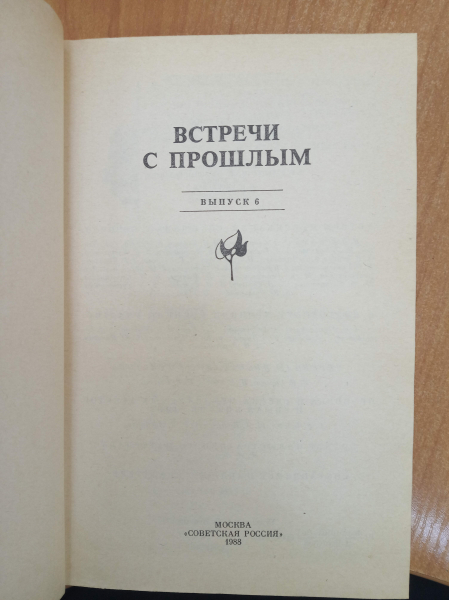 ВСТРЕЧИ
С ПРОШЛЫМ
ВЫПУСК 6
МОСКВА
«СОВЕТСКАЯ РОССИЯ»
1988